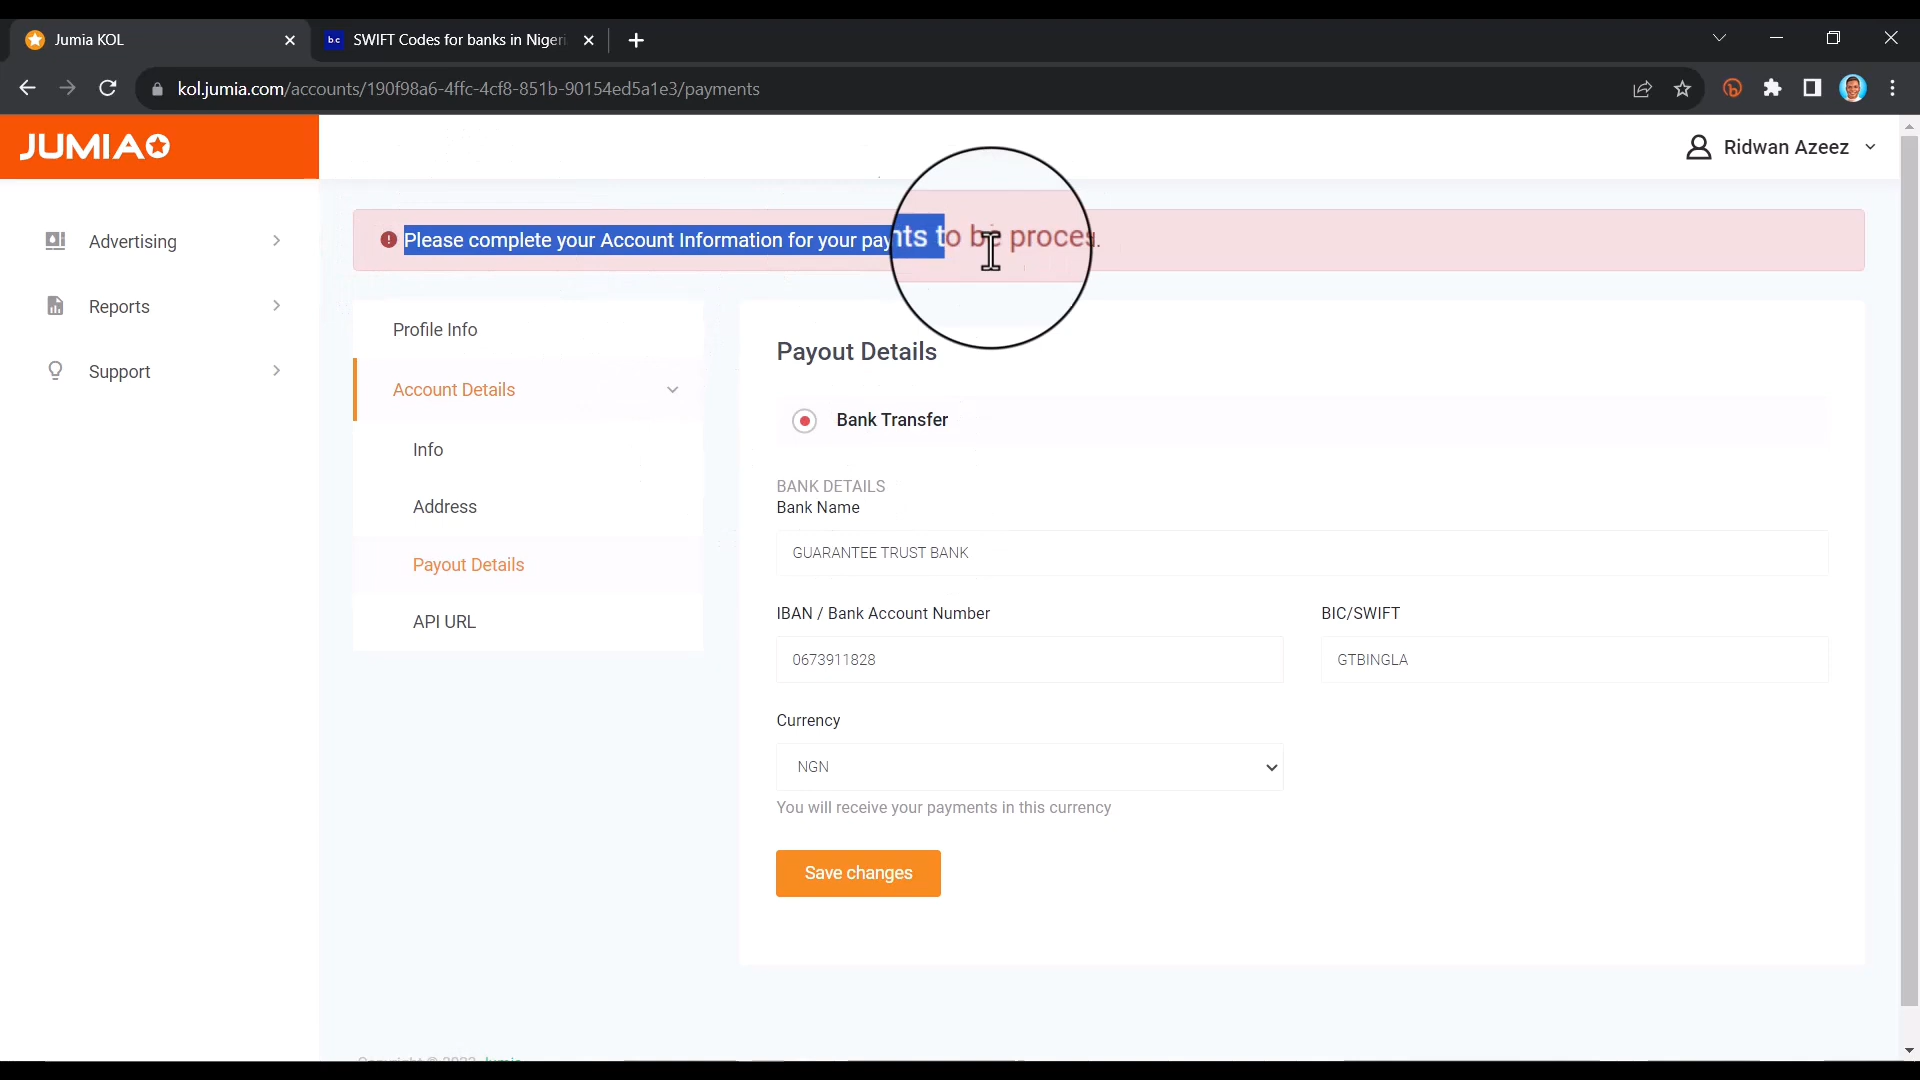 Jumia KOL
b.c SWIFT Codes for banks in Nigeri
kol.jumia.com/accounts/190f98a6-4ffc-4cf8-851b-90154ed5a1e3/payments
JUMIA
Ridwan Azeez
Please complete your Account Information for your pay nts to be proces
Advertising
Reports
Support
Profile Info
Account Details
Info
Address
Payout Details
API URL
Payout Details
Bank Transfer
BANK DETAILS
Bank Name
GUARANTEE TRUST BANK
IBAN / Bank Account Number
BIC/SWIFT
0673911828
GTBINGLA
Currency
NGN
You will receive your payments in this currency
Save changes